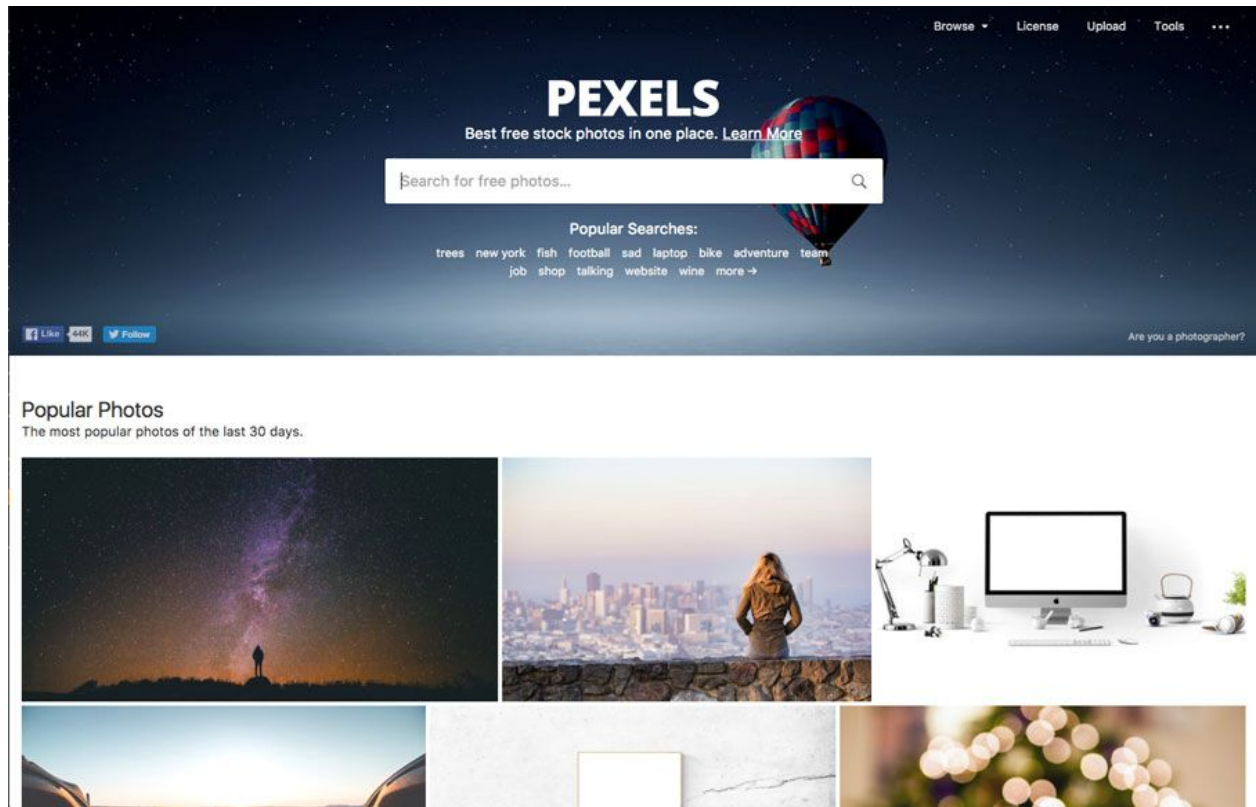 Browse License Upload Tools
PEXELS
Best free stock photos in one place. Learn More
Search for free photos...
Popular Searches:
trees new york fish football sad laptop bike adventure team
job shop talking website wine more →
Like 44K Follow
Are you a photographer?
Popular Photos
The most popular photos of the last 30 days.